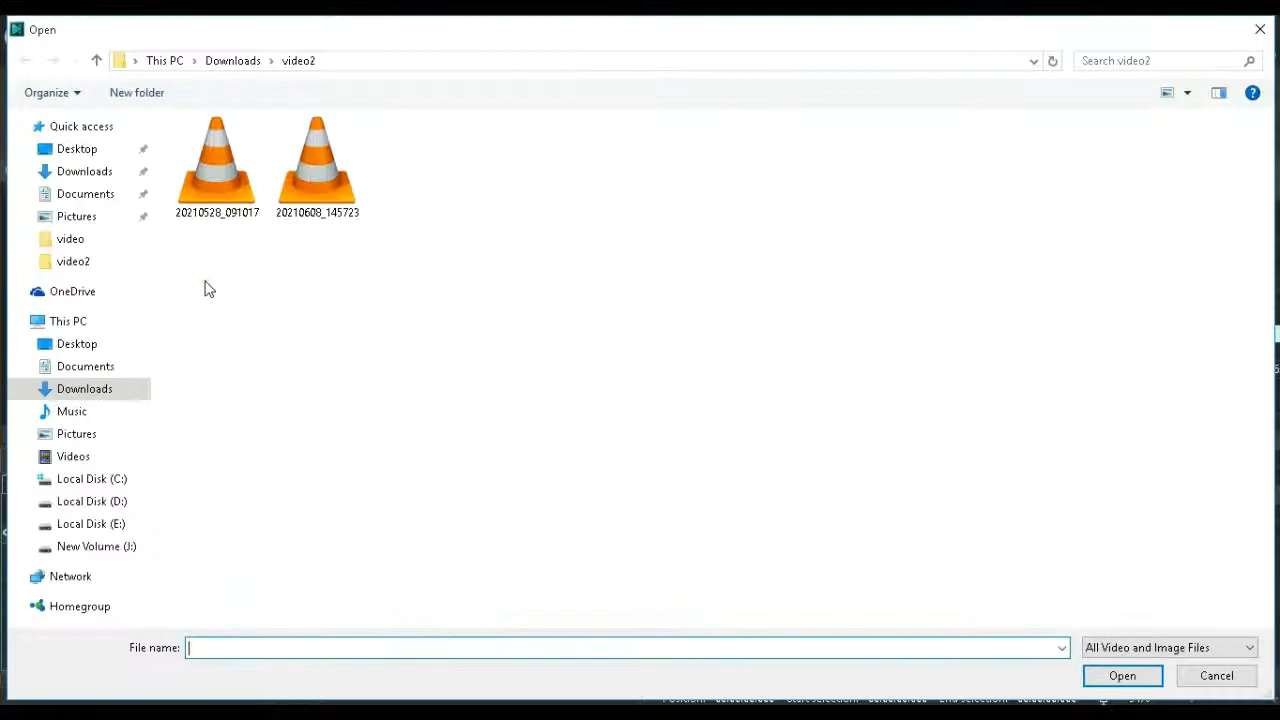 Open
This PC > Downloads > video2
Search video2
Organize
New folder
20210528_091017
20210608_145723
Quick access
Desktop
Downloads
Documents
Pictures
video
video2
OneDrive
This PC
Desktop
Documents
Downloads
Music
Pictures
Videos
Local Disk (C:)
Local Disk (D:)
Local Disk (E:)
New Volume (J:)
Network
Homegroup
File name:
All Video and Image Files
Open
Cancel